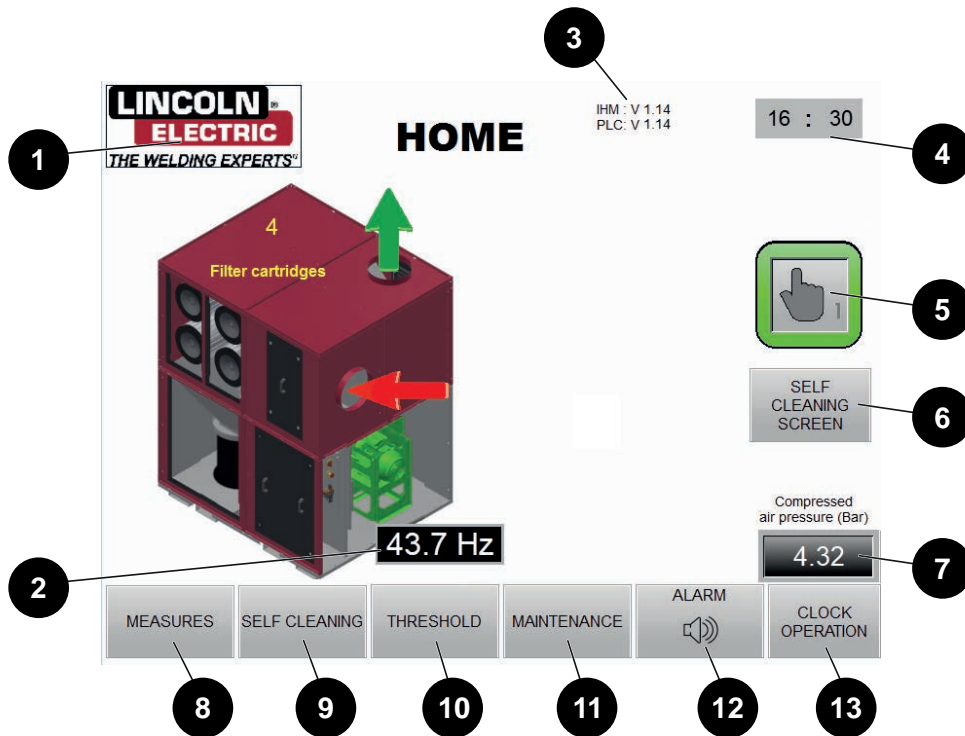 3
LINCOLN ®
ELECTRIC
THE WELDING EXPERTS
HOME
IHM : V 1.14
PLC: V 1.14
16 : 30
1
4
4
Filter cartridges
1
5
SELF
CLEANING
SCREEN
6
Compressed
air pressure (Bar)
43.7 Hz
4.32
2
7
MEASURES
SELF CLEANING
THRESHOLD
MAINTENANCE
ALARM
CLOCK
OPERATION
8
9
10
11
12
13